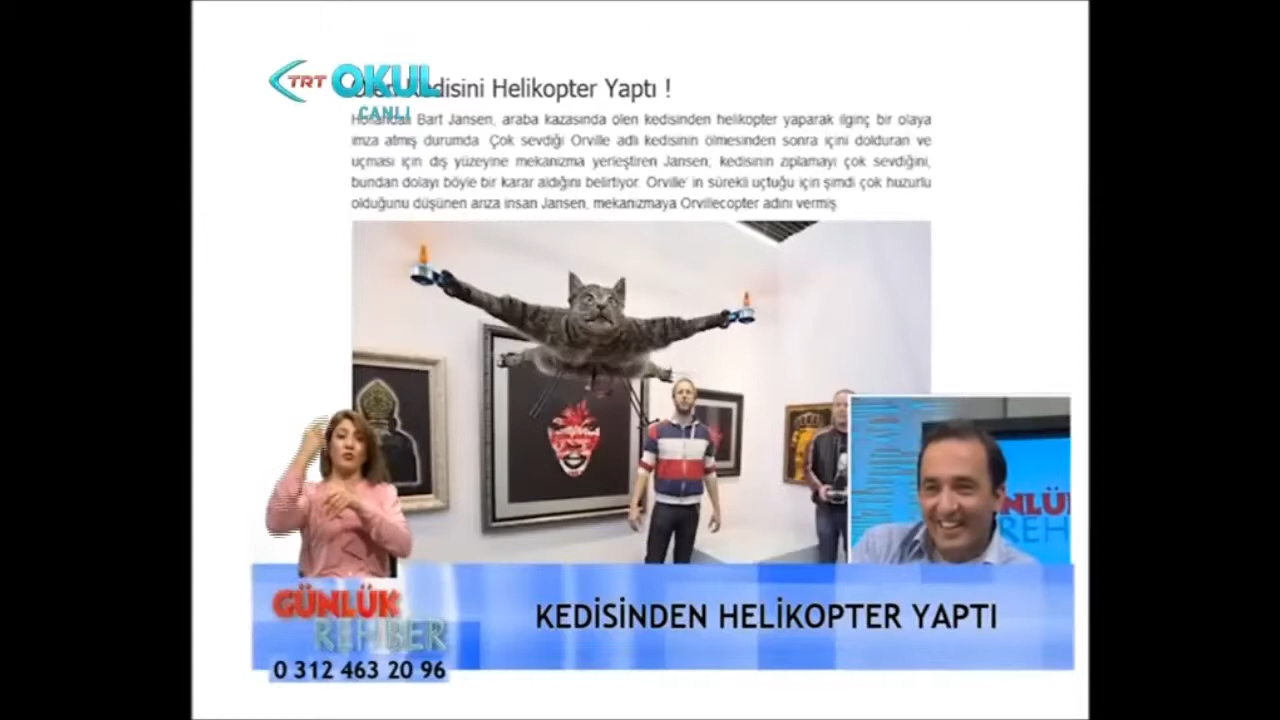 TRT OKUL
CANLI
Ölen Kedisini Helikopter Yaptı !
Hollandalı Bart Jansen, araba kazasında ölen kedisinden helikopter yaparak ilginç bir olaya
imza atmış durumda. Çok sevdiği Orville adlı kedisinin ölmesinden sonra içini dolduran ve
uçması için dış yüzeyine mekanizma yerleştiren Jansen, kedisinin zıplamayı çok sevdiğini,
bundan dolayı böyle bir karar aldığını belirtiyor. Orville' in sürekli uçtuğu için şimdi çok huzurlu
olduğunu düşünen arıza insan Jansen, mekanizmaya Orvillecopter adını vermiş.
NLÜ
REH
GÜNLÜK
REHBER
KEDİSİNDEN HELİKOPTER YAPTI
0 312 463 20 96